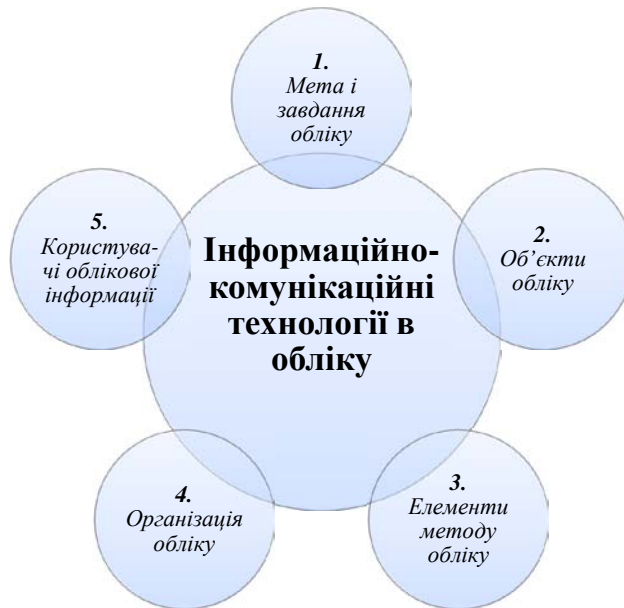 1.
Мета і
завдання
обліку
5.
Користува-
чі облікової
інформації
Інформаційно-
комунікаційні
технології в
обліку
2.
Об’єкти
обліку
4.
Організація
обліку
3.
Елементи
методу
обліку